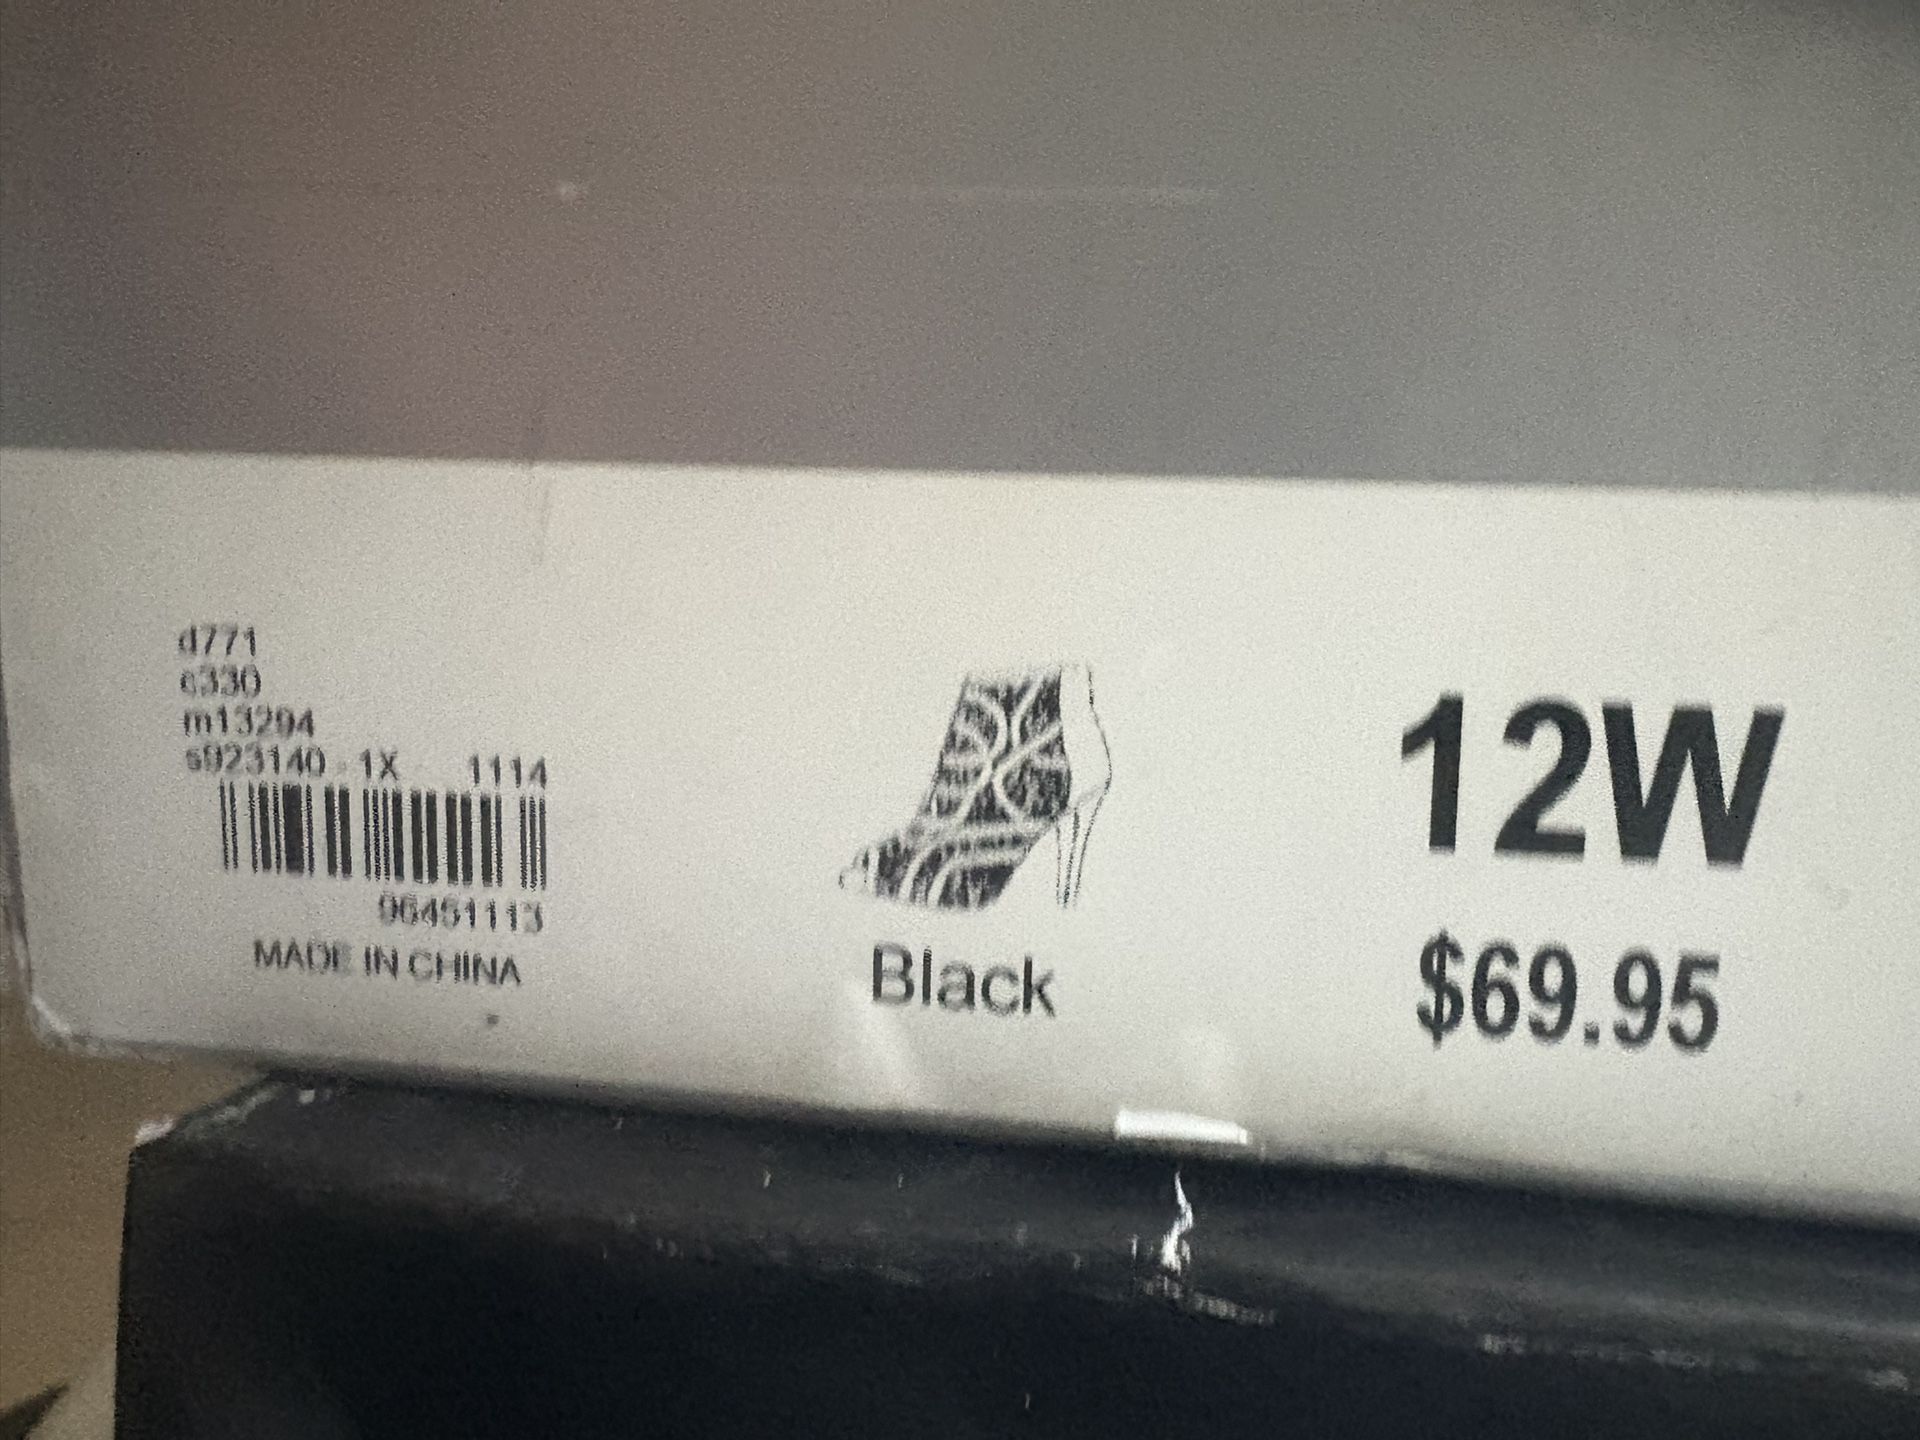 d771
c330
m13294
s923140 1X 1114
96451113
MADE IN CHINA
Black
12W
$69.95